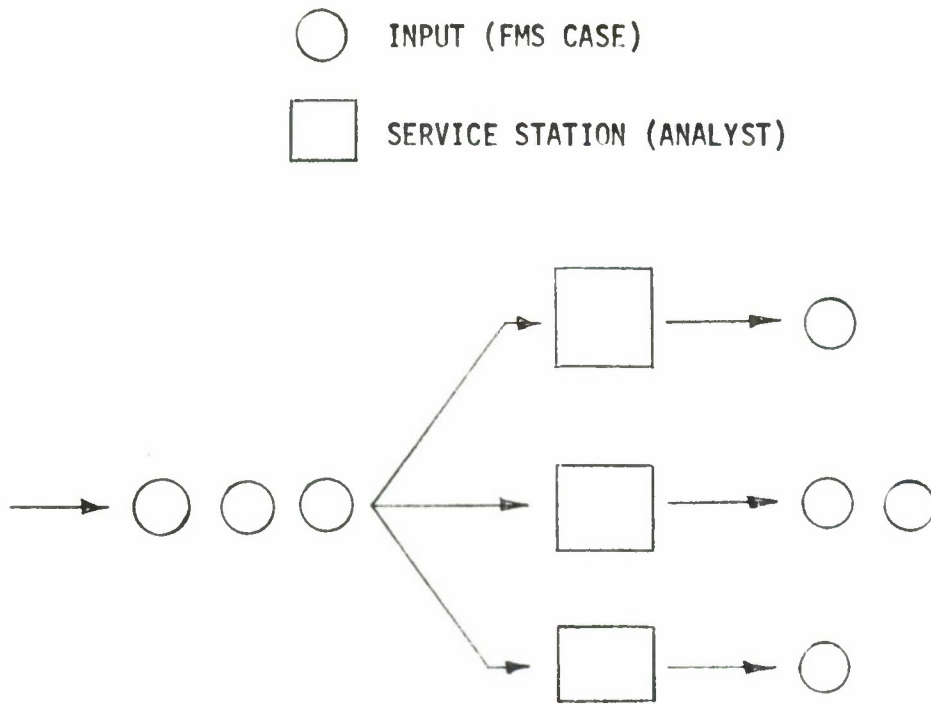 INPUT (FMS CASE)
SERVICE STATION (ANALYST)